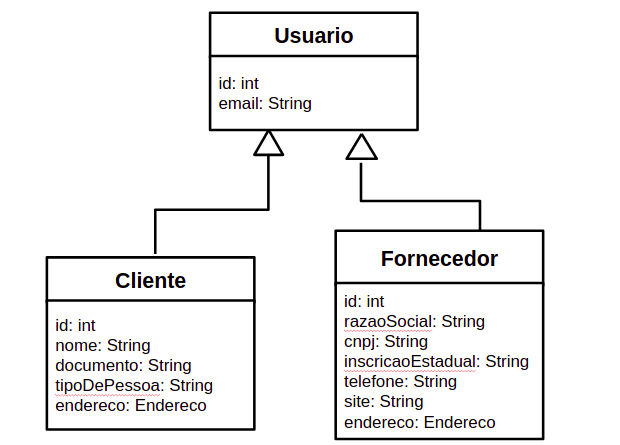 Usuario
id: int
email: String
Cliente
id: int
nome: String
documento: String
tipoDePessoa: String
endereco: Endereco
Fornecedor
id: int
razaoSocial: String
cnpj: String
inscricaoEstadual: String
telefone: String
site: String
endereco: Endereco